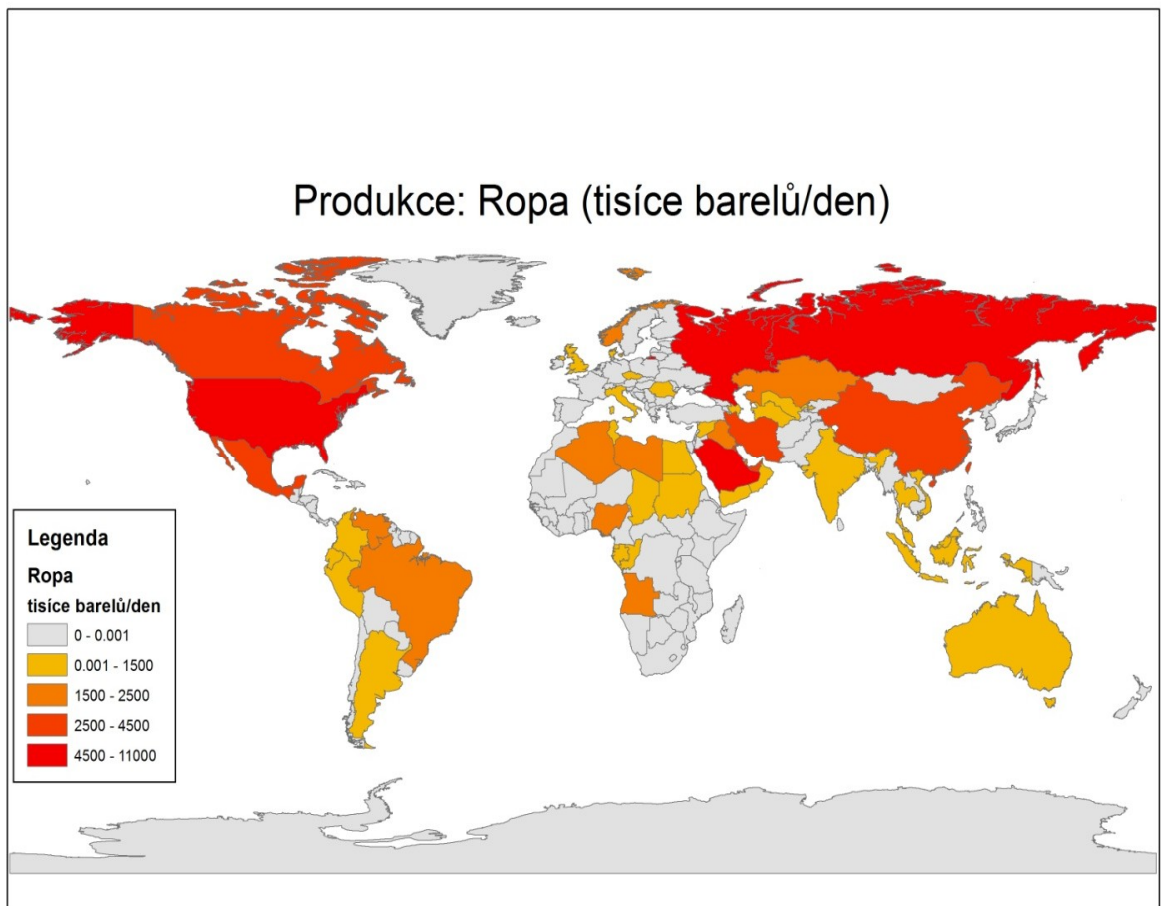 Produkce: Ropa (tisíce barelů/den)
Legenda
Ropa
tisíce barelů/den
0 - 0.001
0.001 - 1500
1500 - 2500
2500 - 4500
4500 - 11000